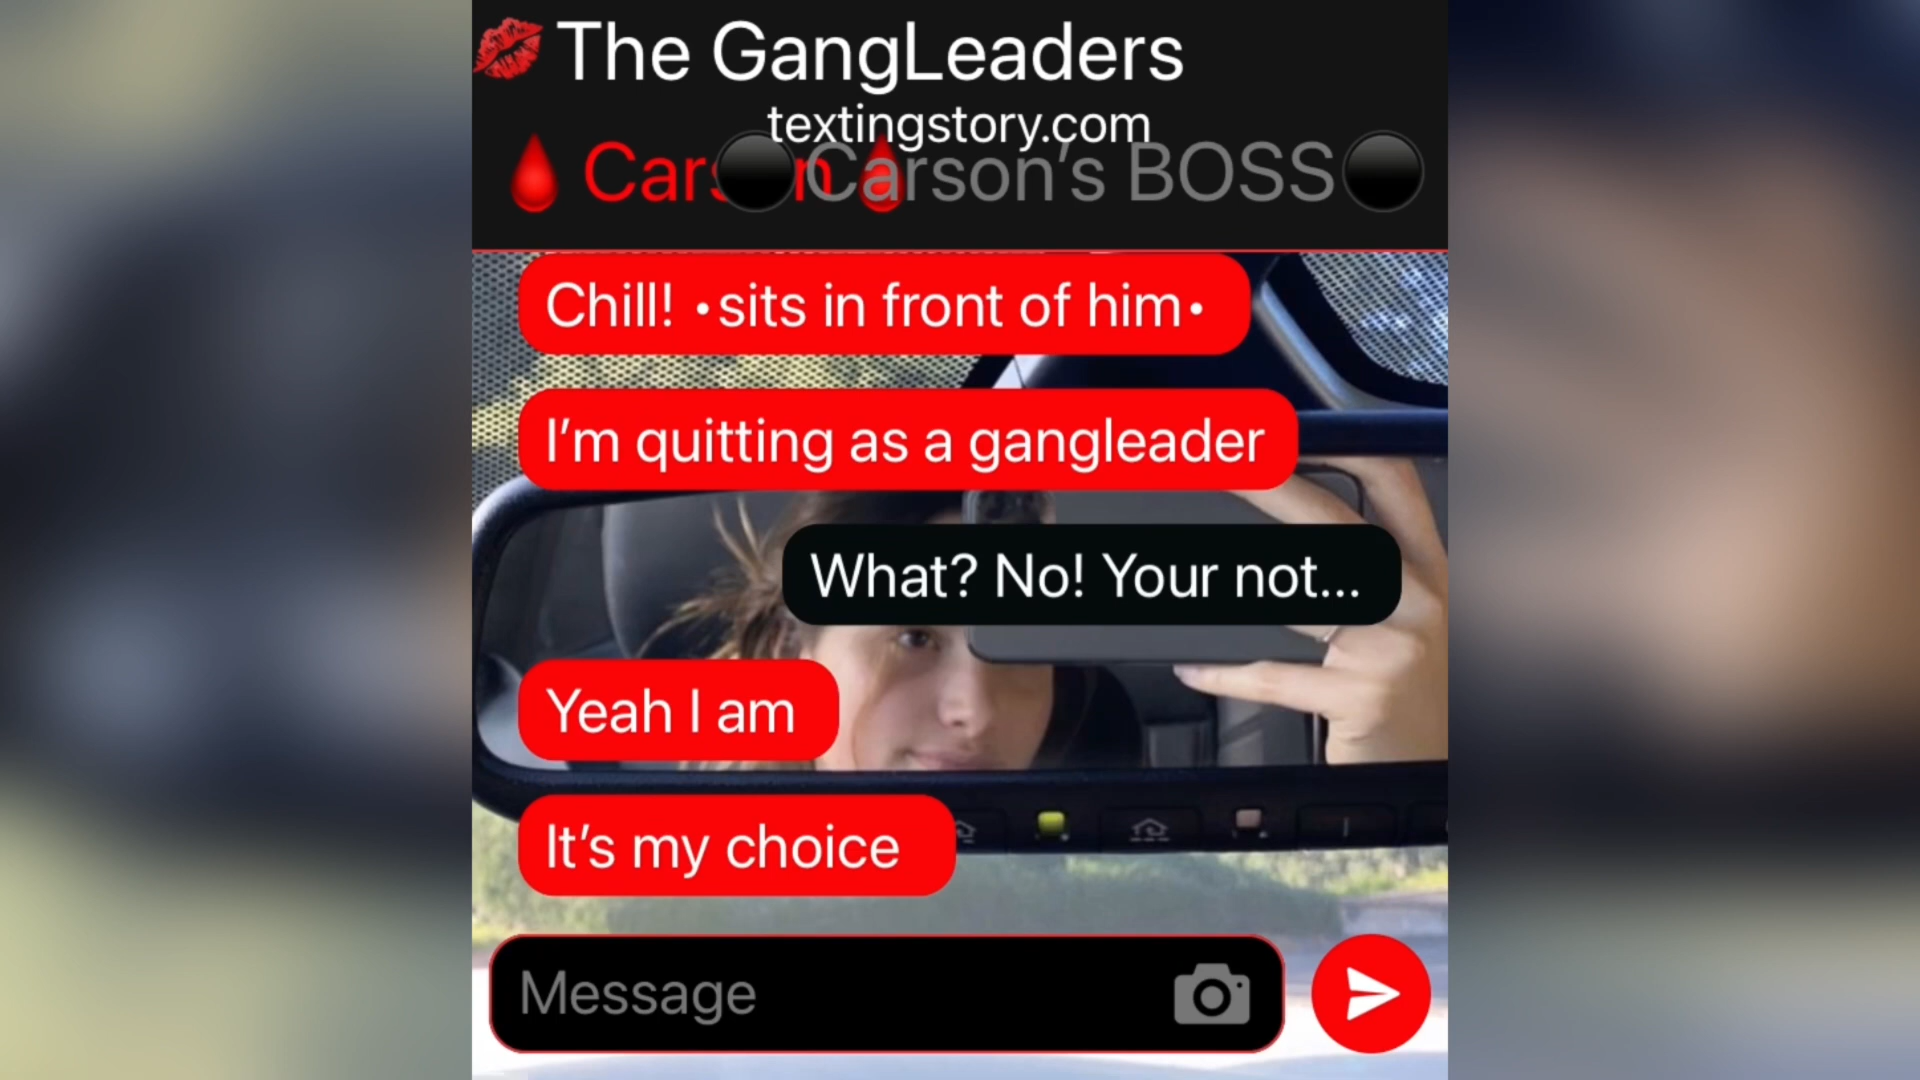 💋The GangLeaders
textingstory.com
🩸Carson🩸 ⚫Carson’s BOSS⚫
Chill! •sits in front of him•
I’m quitting as a gangleader
What? No! Your not...
Yeah I am
It’s my choice
Message